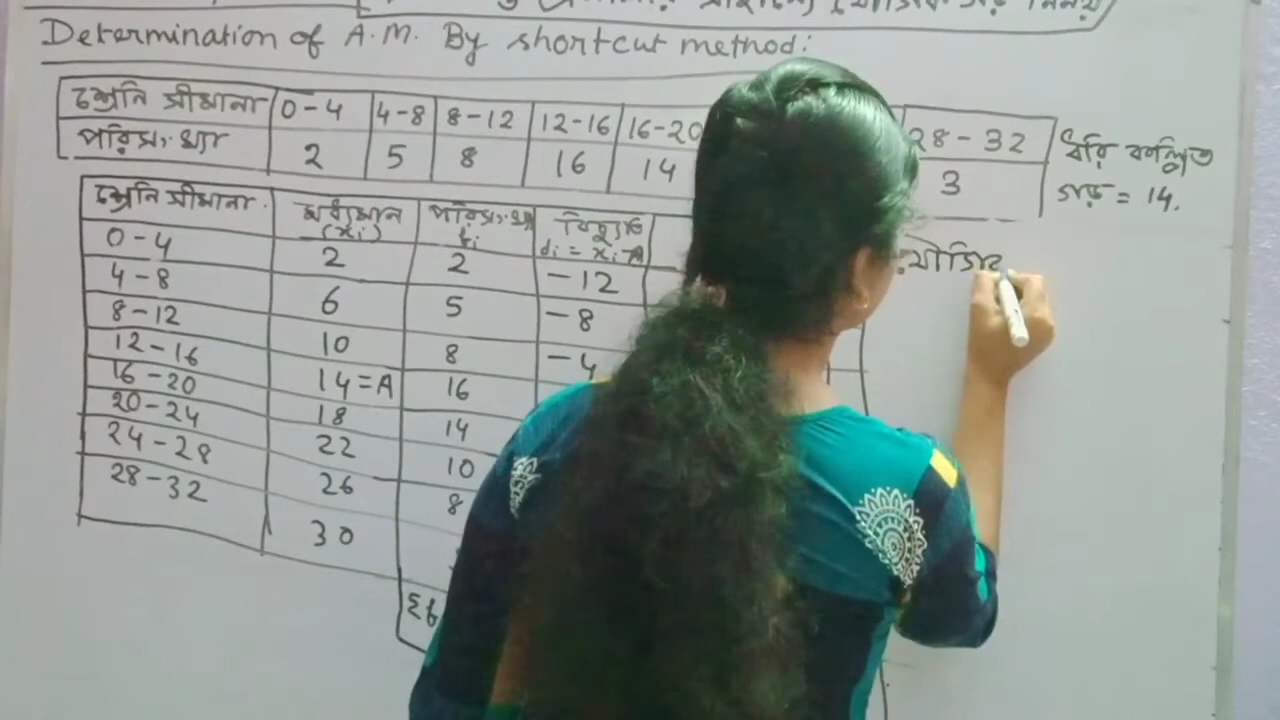 Determination of A.M. By shortcut method:
শ্রেনি সীমানা 0-4 4-8 8-12 12-16 16-20 28-32
পরিসংখ্যা 2 5 8 16 14 3
ধরি কল্পিত
গড় = 14.
শ্রেনি সীমানা মধ্যমান (xi) পরিসংখ্যা fi বিচ্যুতি di = xi-A
0-4 2 2 -12
4-8 6 5 -8
8-12 10 8 -4
12-16 14=A 16
16-20 18 14
20-24 22 10
24-28 26 8
28-32 30